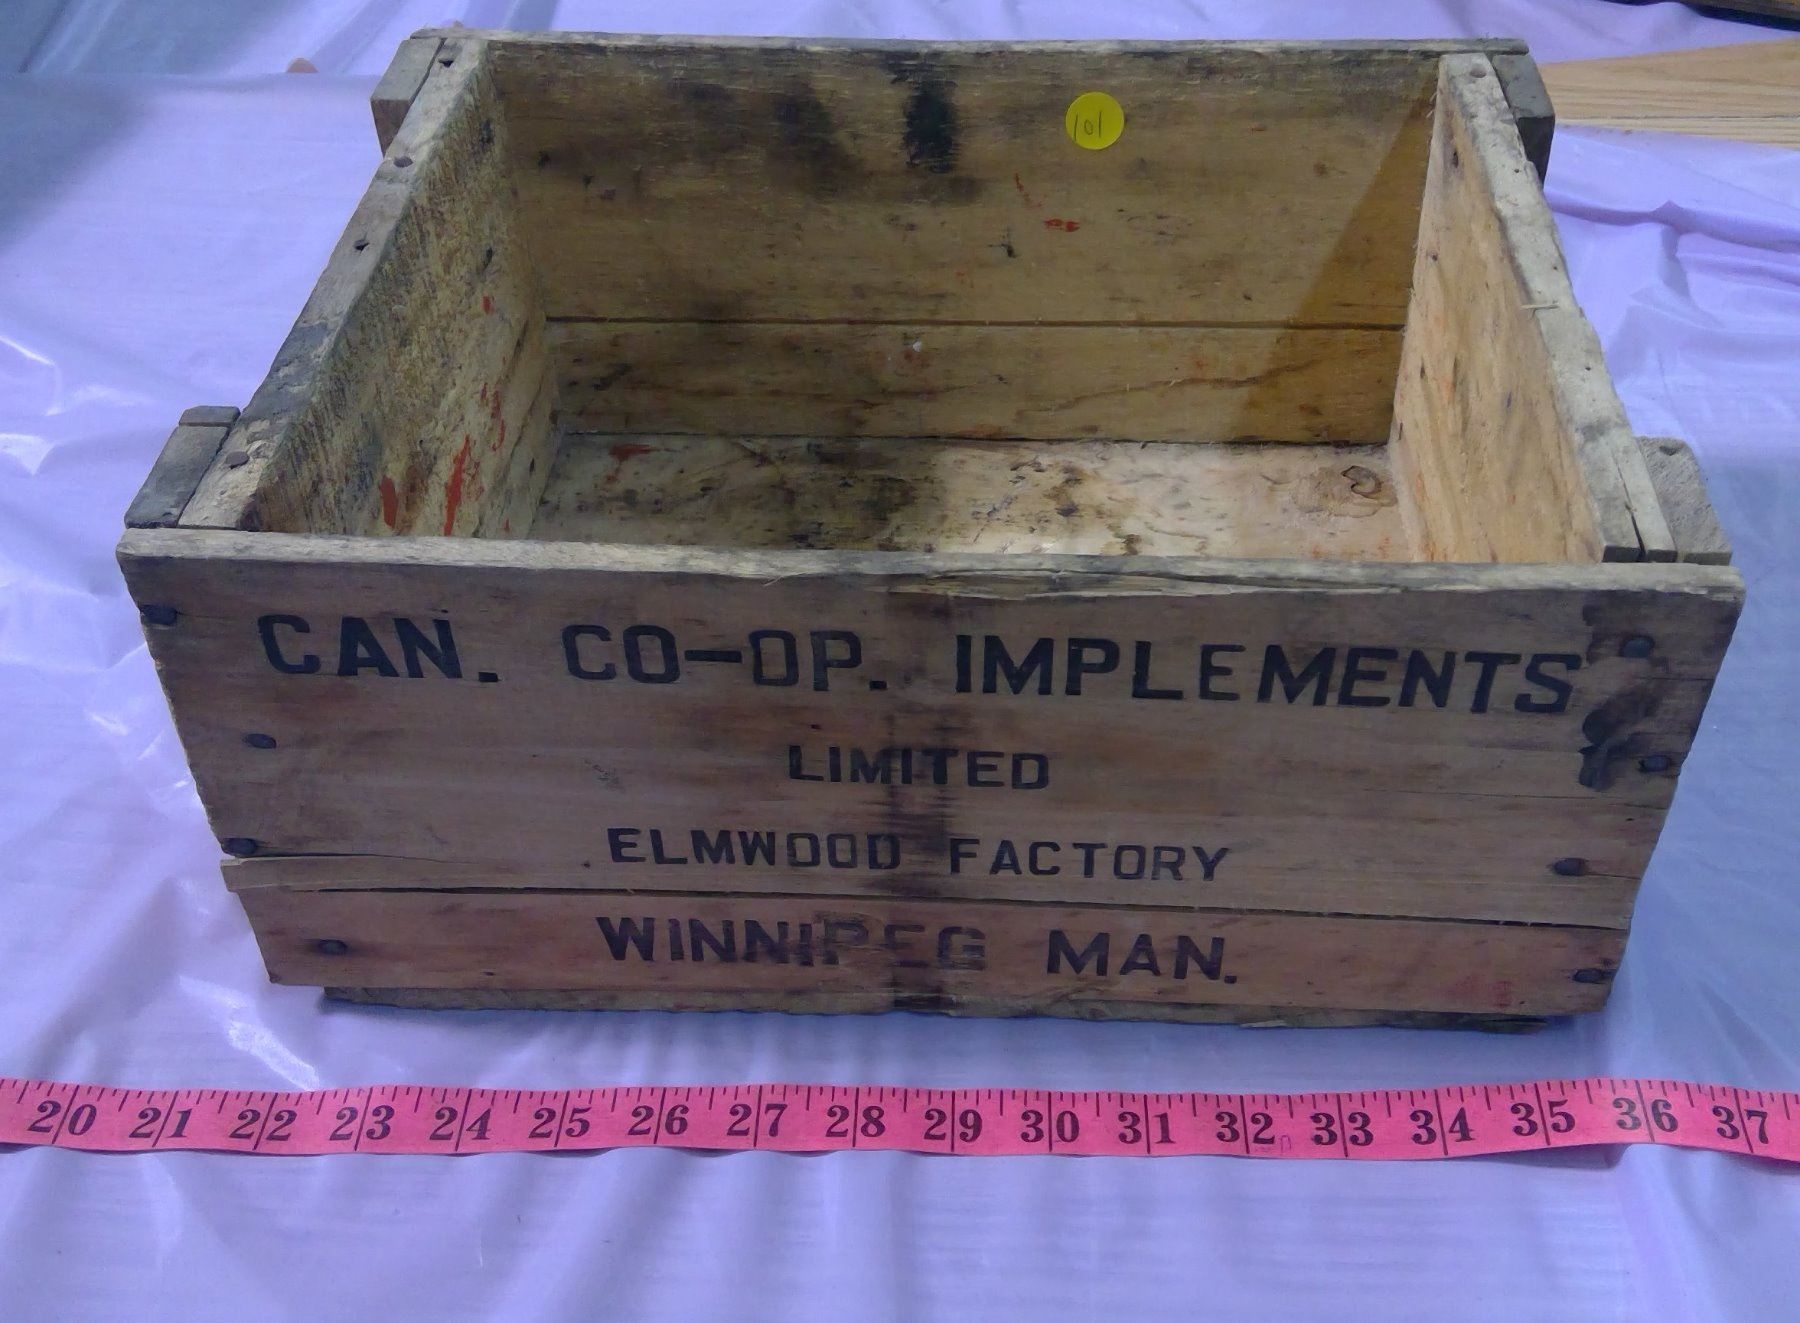 101
CAN. CO-OP. IMPLEMENTS
LIMITED
ELMWOOD FACTORY
WINNIPEG MAN.
20 21 22 23 24 25 26 27 28 29 30 31 32 33 34 35 36 37